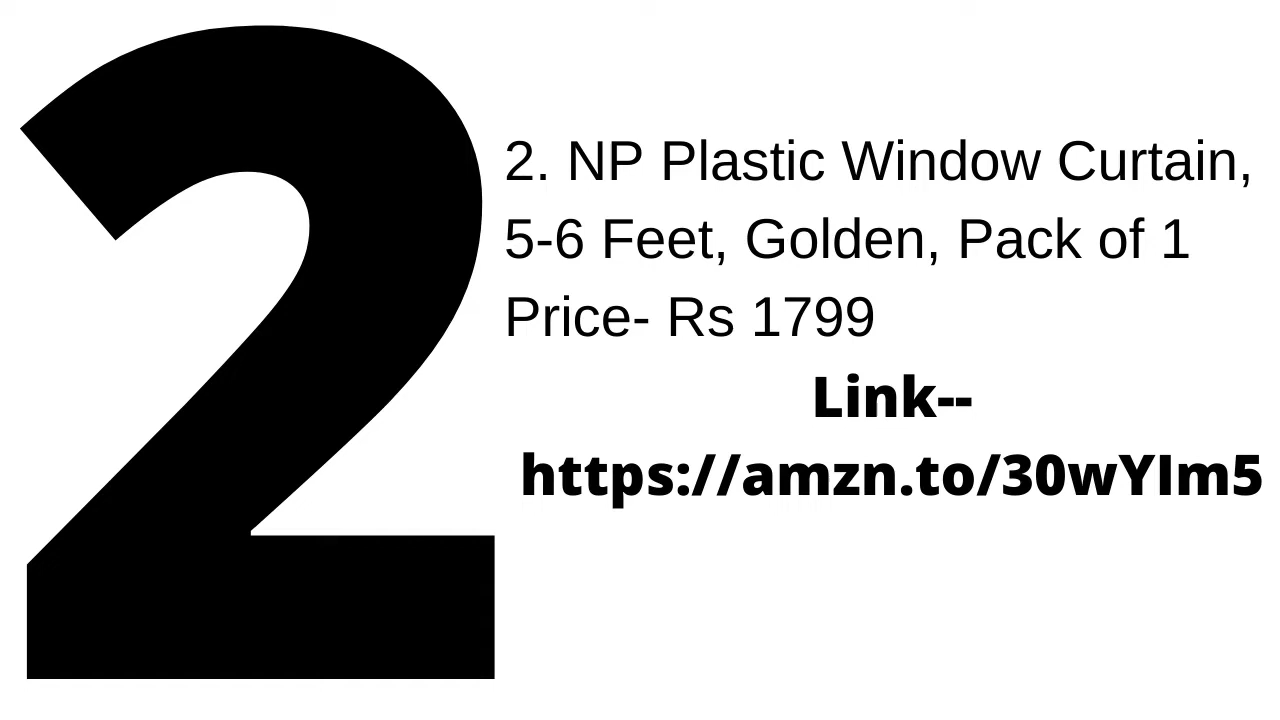 2
2. NP Plastic Window Curtain,
5-6 Feet, Golden, Pack of 1
Price- Rs 1799
Link--
https://amzn.to/30wYIm5